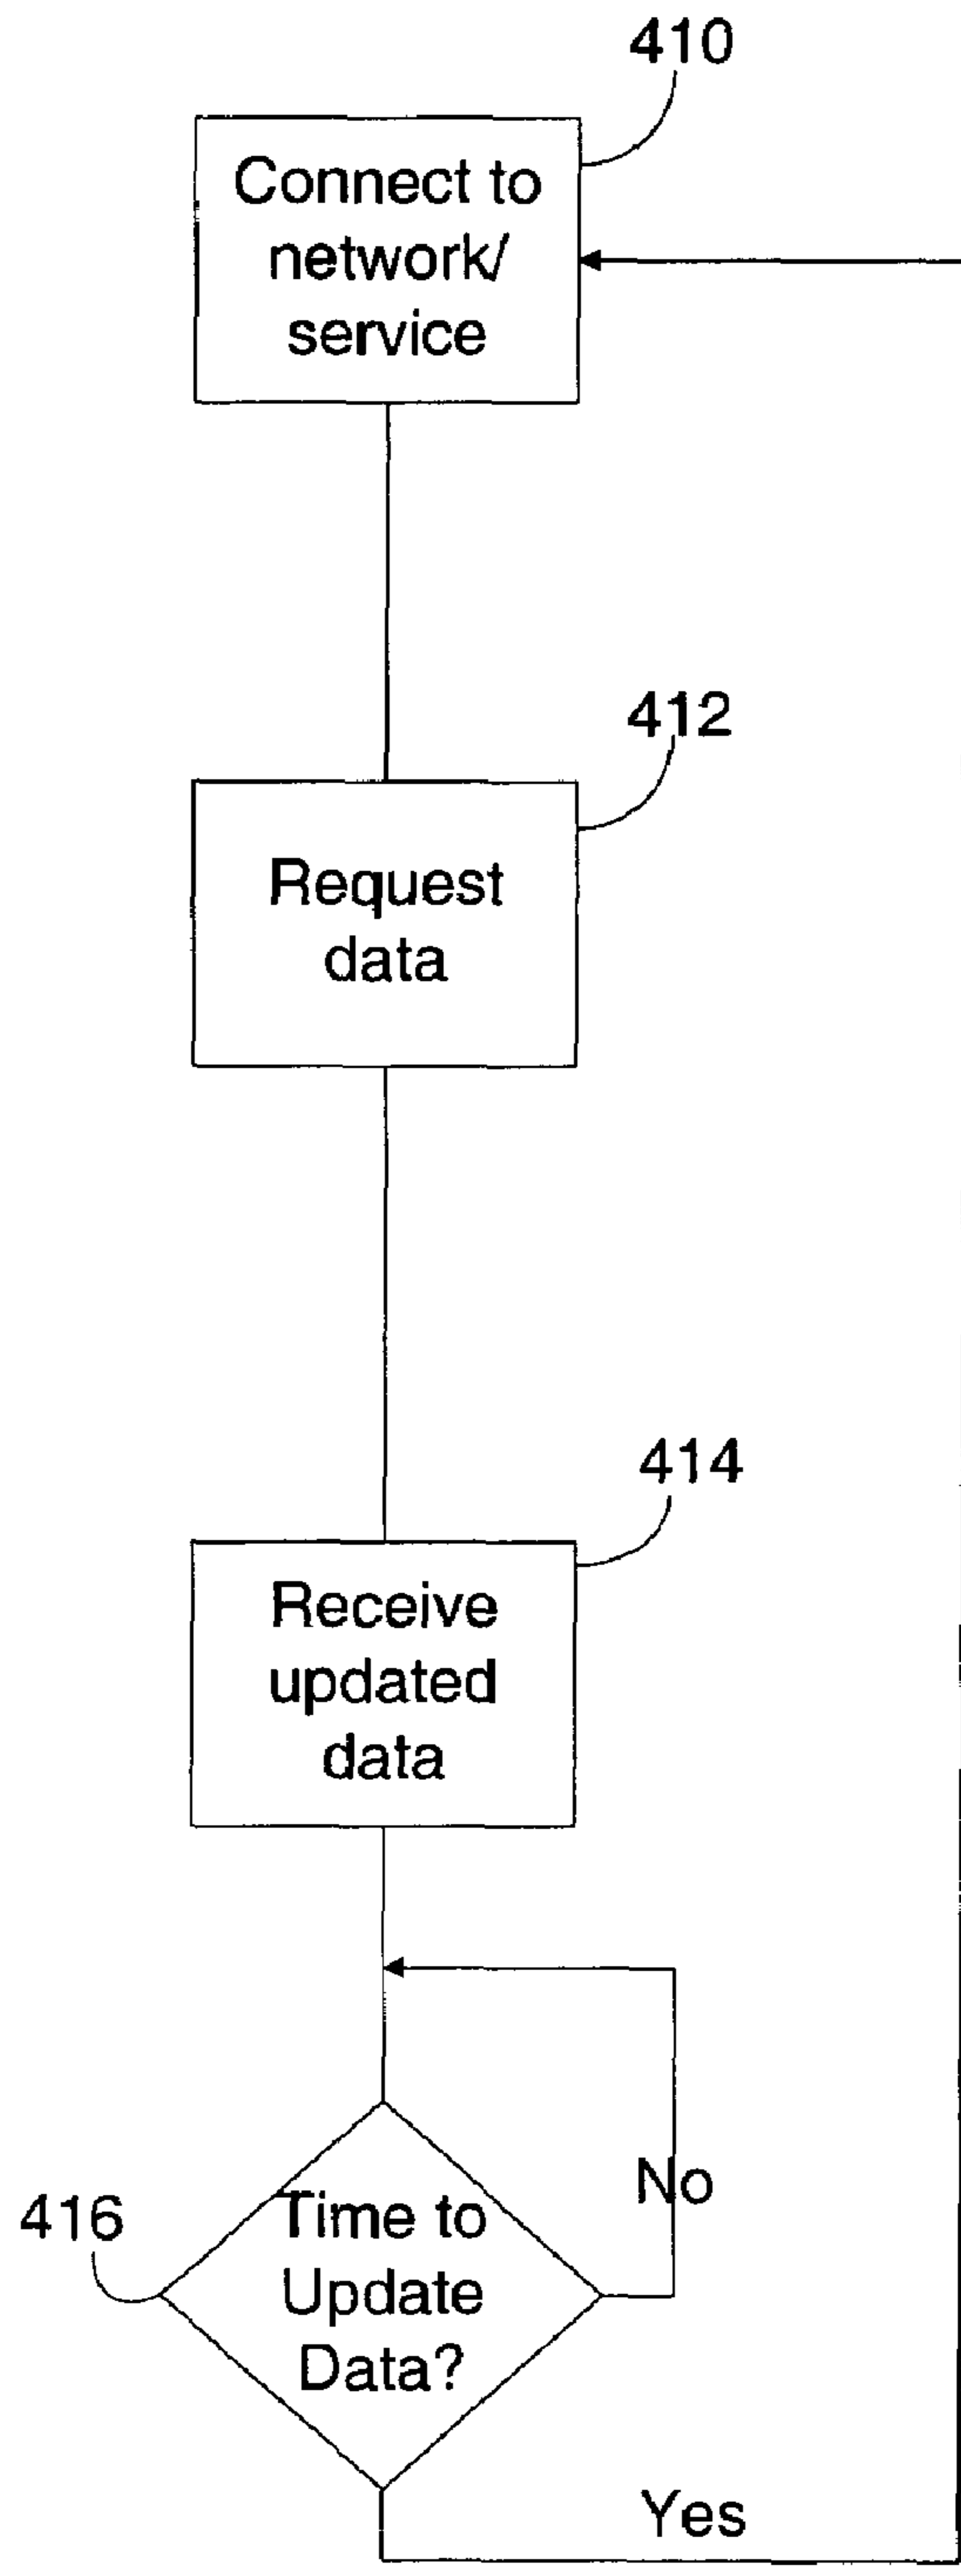 410
Connect to
network/
service
412
Request
data
414
Receive
updated
data
No
416
Time to
Update
Data?
Yes